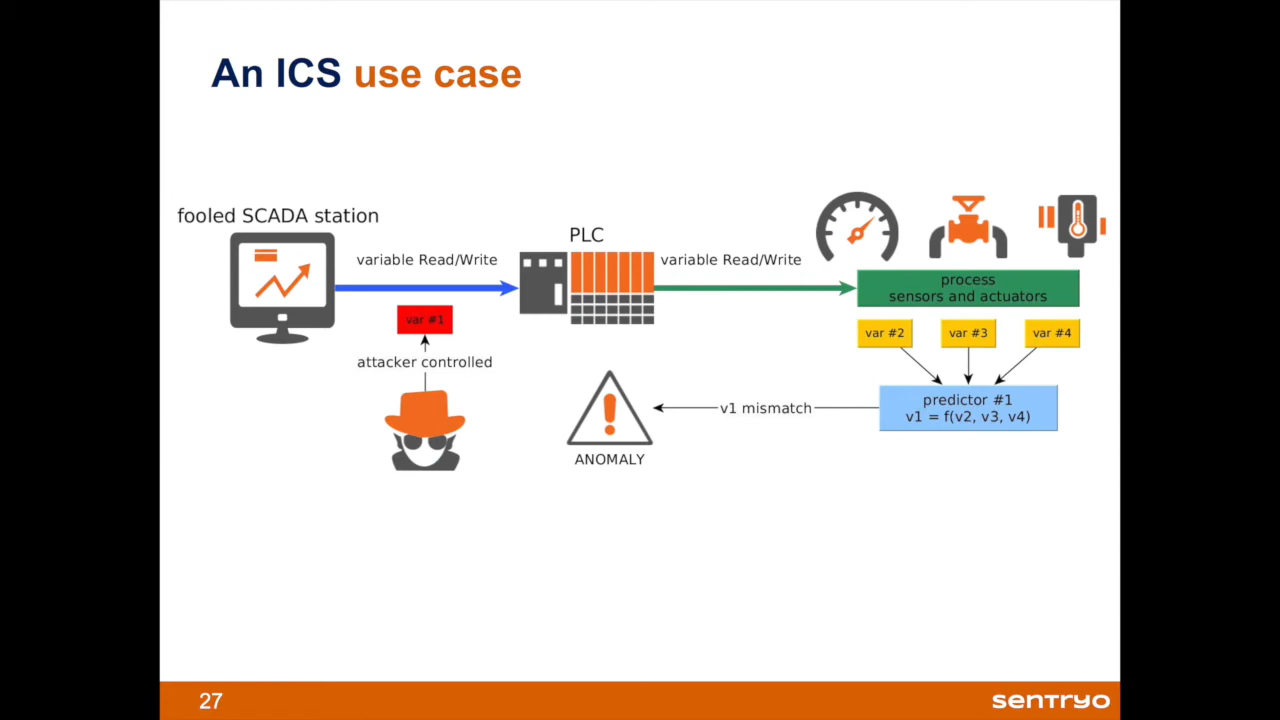 An ICS use case
fooled SCADA station
PLC
variable Read/Write
variable Read/Write
process
sensors and actuators
var #1
var #2
var #3
var #4
attacker controlled
predictor #1
v1 = f(v2, v3, v4)
v1 mismatch
ANOMALY
27
sentryo